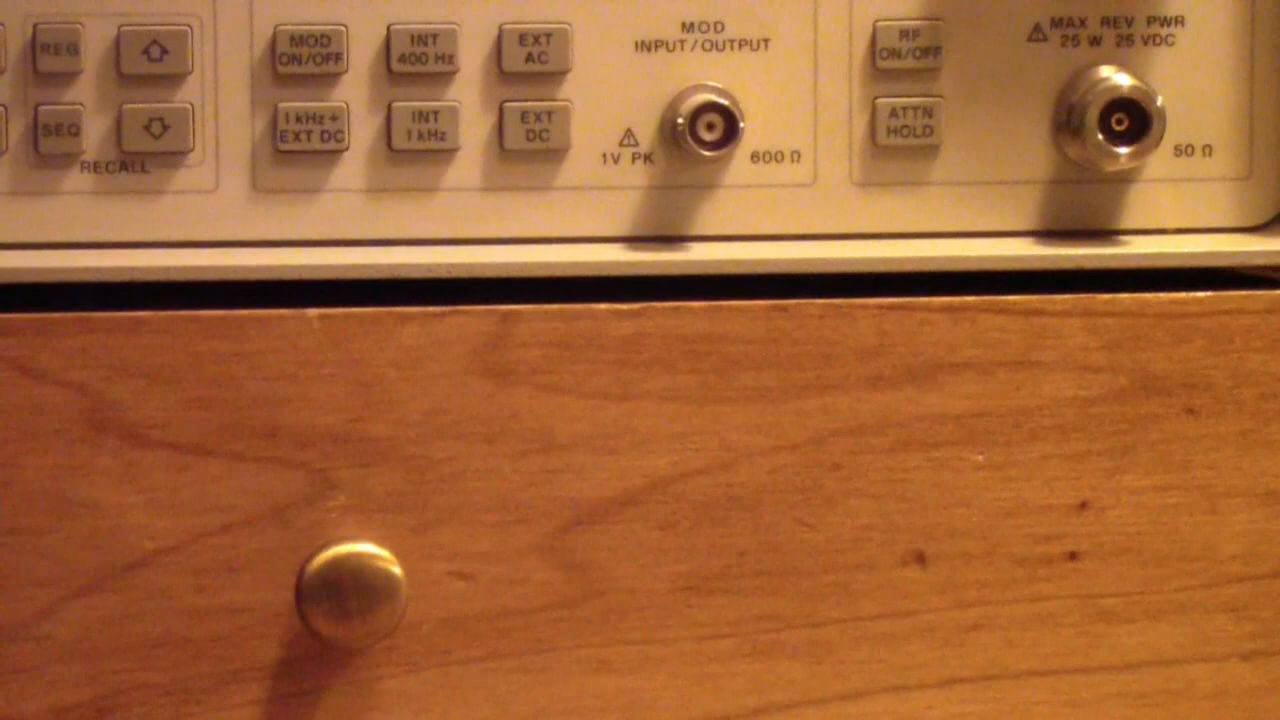 REG
SEQ
RECALL
MOD
ON/OFF
INT
400 Hz
EXT
AC
1 kHz +
EXT DC
INT
1 kHz
EXT
DC
MOD
INPUT/OUTPUT
1V PK
600 Ω
RF
ON/OFF
ATTN
HOLD
MAX REV PWR
25 W 25 VDC
50 Ω